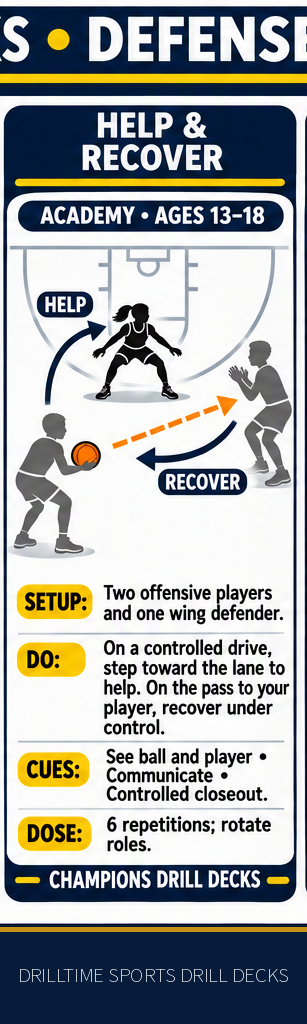 S • DEFENSE
HELP &
RECOVER
ACADEMY • AGES 13–18
HELP
RECOVER
SETUP: Two offensive players
and one wing defender.
DO: On a controlled drive,
step toward the lane to
help. On the pass to your
player, recover under
control.
CUES: See ball and player •
Communicate •
Controlled closeout.
DOSE: 6 repetitions; rotate
roles.
CHAMPIONS DRILL DECKS
DRILLTIME SPORTS DRILL DECKS